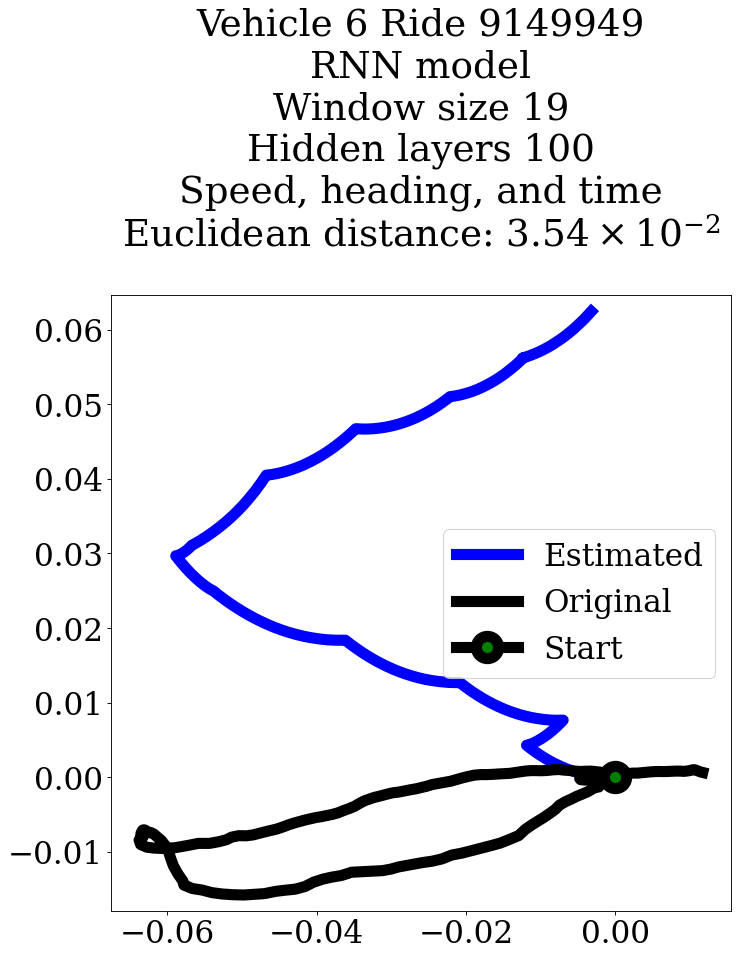 Vehicle 6 Ride 9149949
RNN model
Window size 19
Hidden layers 100
Speed, heading, and time
Euclidean distance: 3.54 × 10⁻²
0.06
0.05
0.04
0.03
0.02
0.01
0.00
−0.01
Estimated
Original
Start
−0.06 −0.04 −0.02 0.00